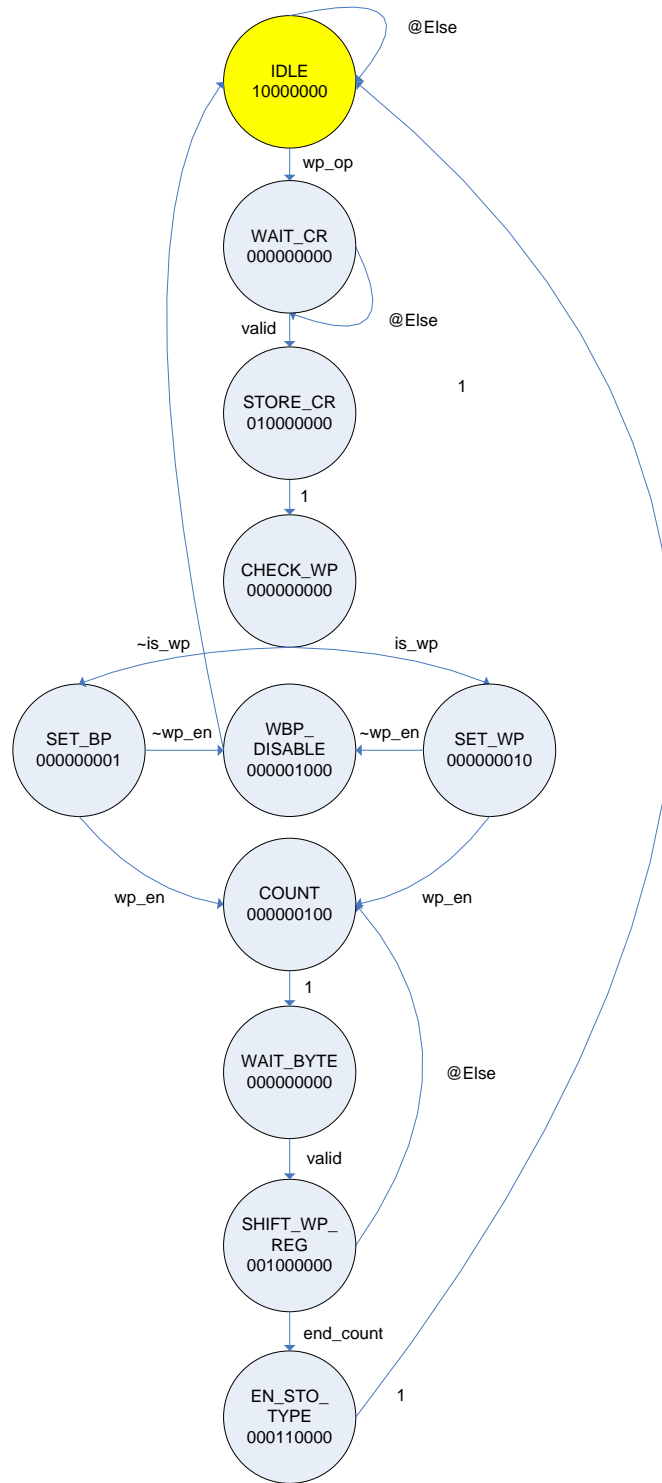 @Else
IDLE
10000000
wp_op
WAIT_CR
000000000
@Else
valid
STORE_CR
010000000
1
1
CHECK_WP
000000000
~is_wp
is_wp
SET_BP
000000001
~wp_en
WBP_
DISABLE
000001000
~wp_en
SET_WP
000000010
wp_en
COUNT
000000100
wp_en
1
WAIT_BYTE
000000000
@Else
valid
SHIFT_WP_
REG
001000000
end_count
EN_STO_
TYPE
000110000
1